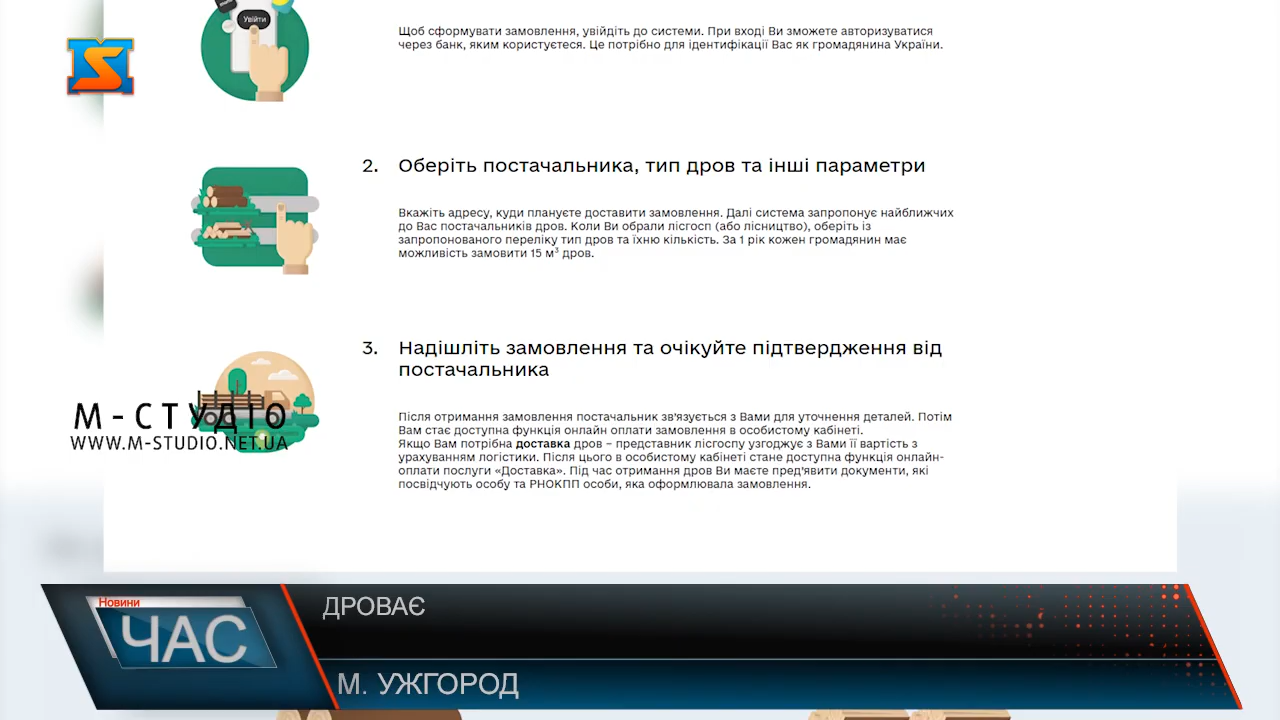 Увійти
Щоб сформувати замовлення, увійдіть до системи. При вході Ви зможете авторизуватися
через банк, яким користуєтеся. Це потрібно для ідентифікації Вас як громадянина України.
2. Оберіть постачальника, тип дров та інші параметри
Вкажіть адресу, куди плануєте доставити замовлення. Далі система запропонує найближчих
до Вас постачальників дров. Коли Ви обрали лісгосп (або лісництво), оберіть із
запропонованого переліку тип дров та їхню кількість. За 1 рік кожен громадянин має
можливість замовити 15 м³ дров.
3. Надішліть замовлення та очікуйте підтвердження від
постачальника
Після отримання замовлення постачальник зв'язується з Вами для уточнення деталей. Потім
Вам стає доступна функція онлайн оплати замовлення в особистому кабінеті.
Якщо Вам потрібна доставка дров – представник лісгоспу узгоджує з Вами її вартість з
урахуванням логістики. Після цього в особистому кабінеті стане доступна функція онлайн-
оплати послуги «Доставка». Під час отримання дров Ви маєте пред'явити документи, які
посвідчують особу та РНОКПП особи, яка оформлювала замовлення.
М-СТУДІО
WWW.M-STUDIO.NET.UA
Новини
ЧАС
ДРОВАЄ
М. УЖГОРОД